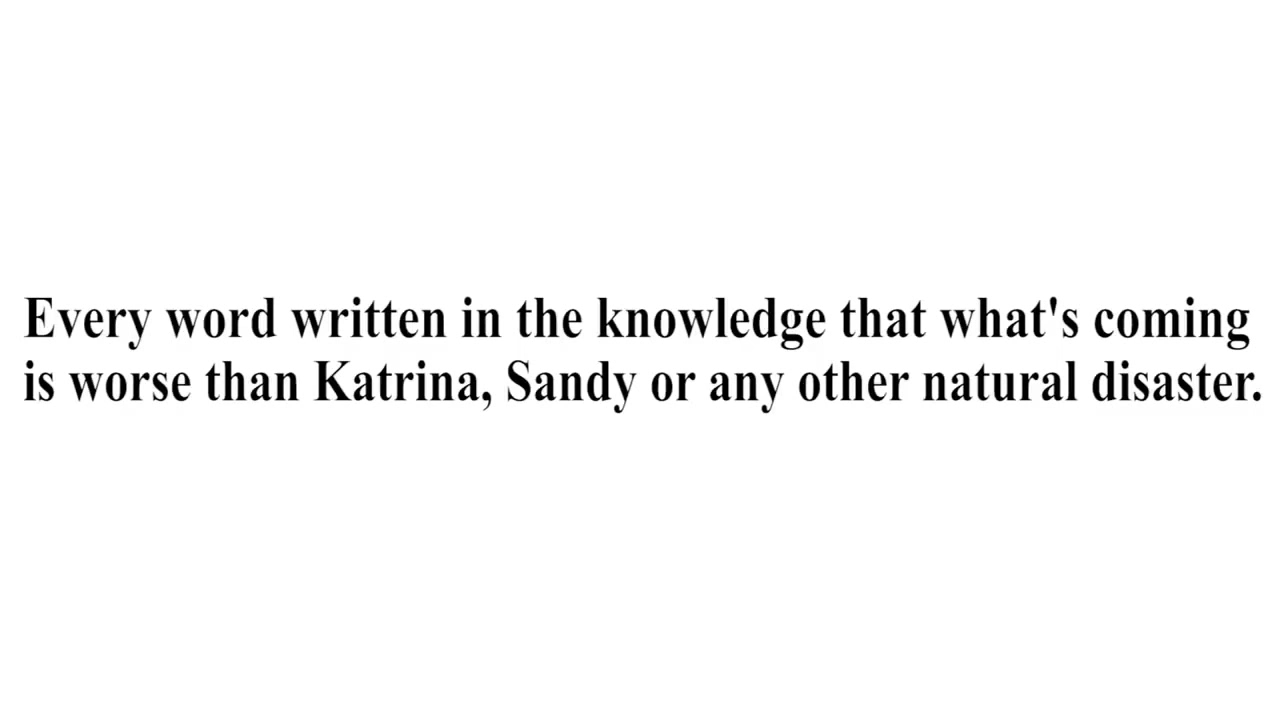 Every word written in the knowledge that what's coming
is worse than Katrina, Sandy or any other natural disaster.